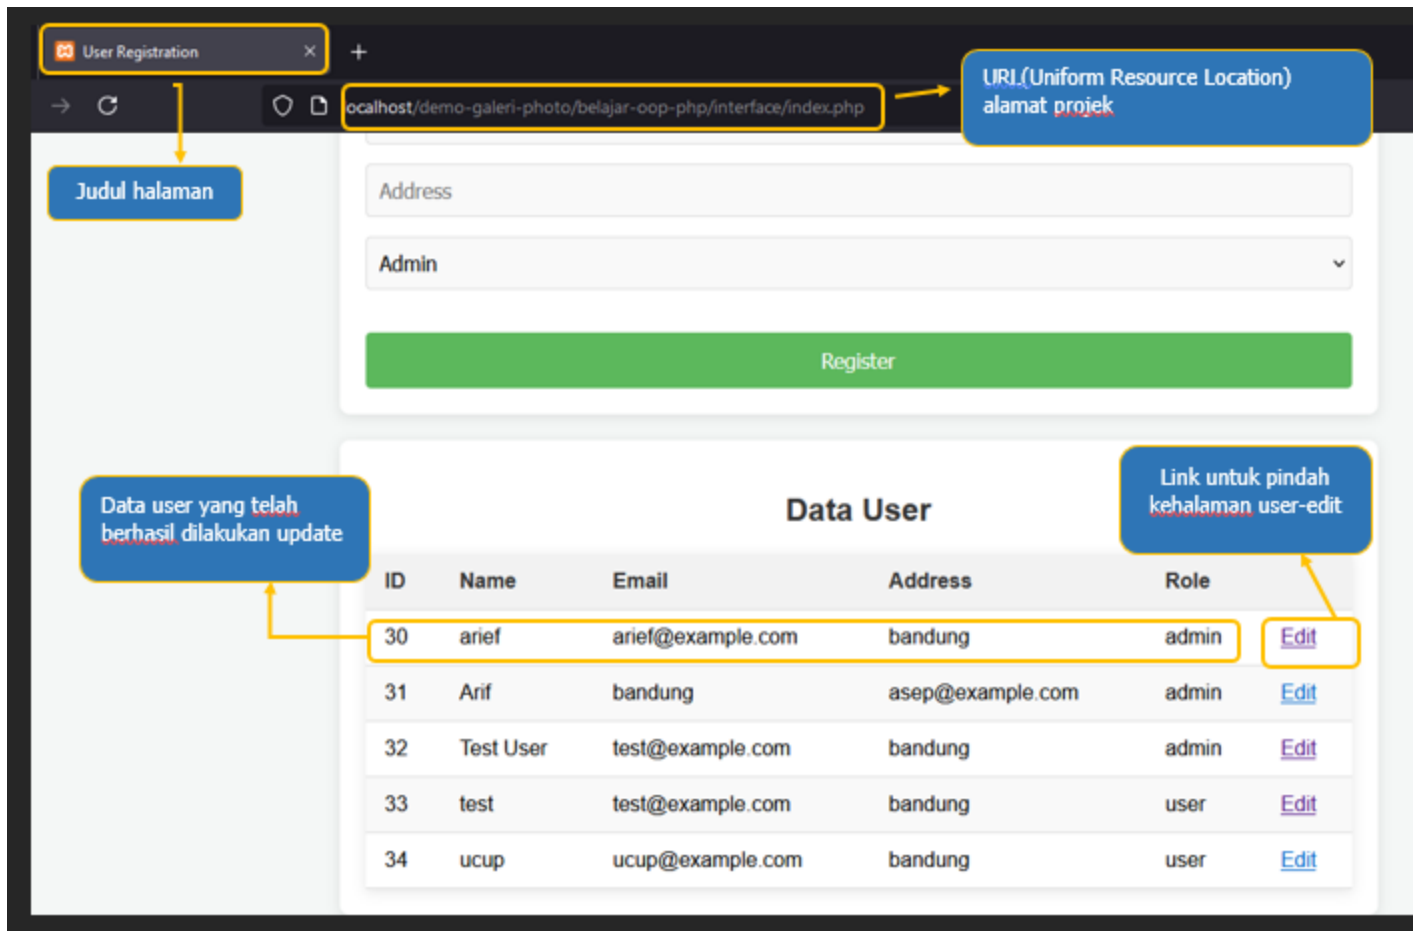 User Registration
URL(Uniform Resource Location)
alamat projek
ocalhost/demo-galeri-photo/belajar-oop-php/interface/index.php
Judul halaman
Address
Admin
Register
Data user yang telah
berhasil dilakukan update
Data User
Link untuk pindah
kehalaman user-edit
ID Name Email Address Role
30 arief arief@example.com bandung admin Edit
31 Arif bandung asep@example.com admin Edit
32 Test User test@example.com bandung admin Edit
33 test test@example.com bandung user Edit
34 ucup ucup@example.com bandung user Edit